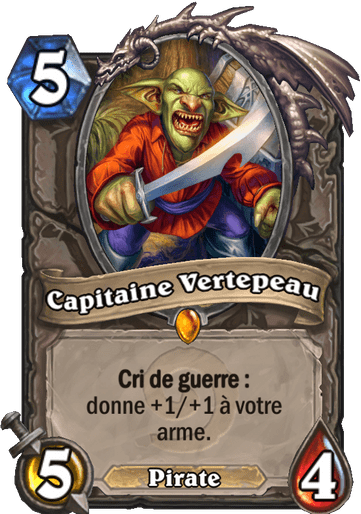 5
Capitaine Vertepeau
Cri de guerre :
donne +1/+1 à votre
arme.
5
Pirate
4